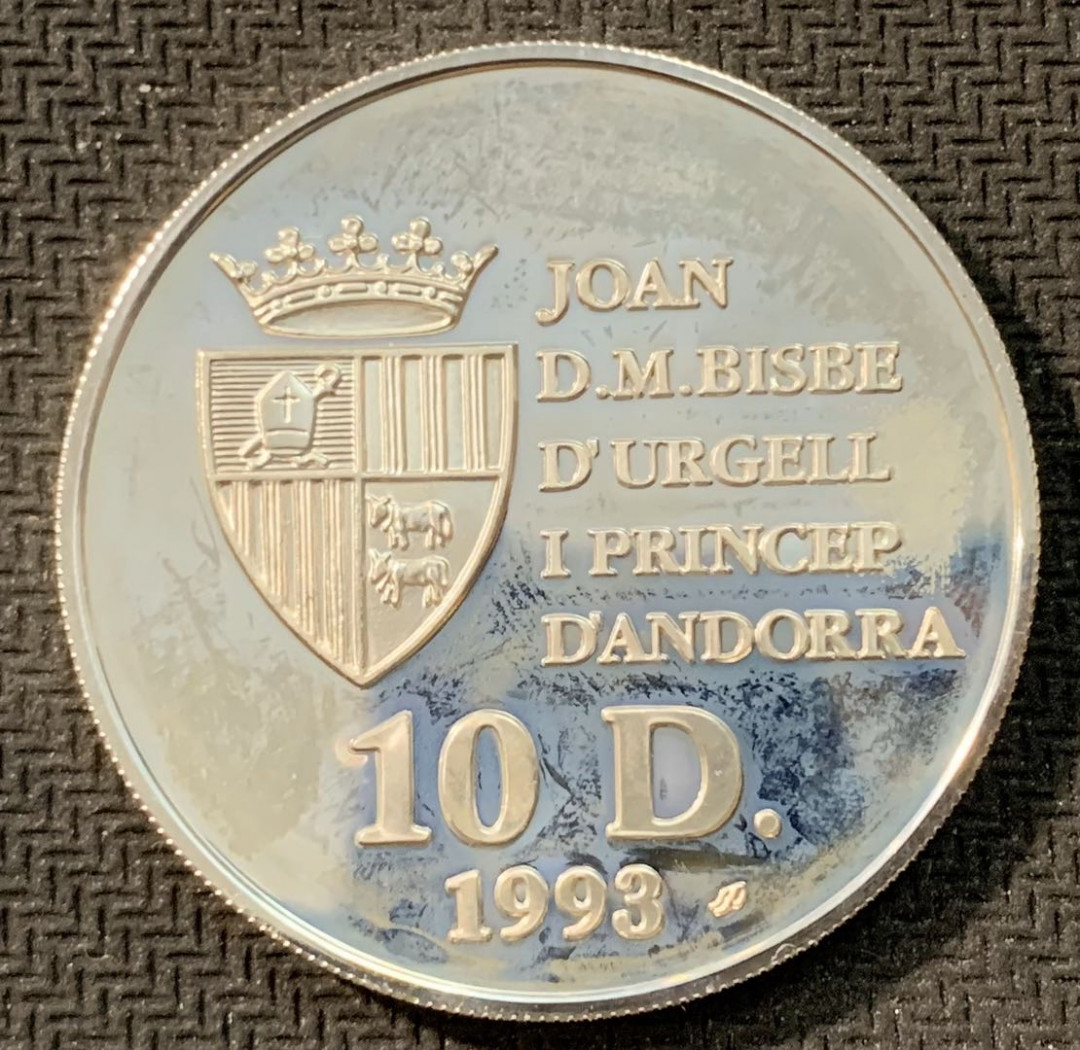 JOAN
D.M.BISBE
D'URGELL
I PRINCEP
D'ANDORRA
10 D.
1993